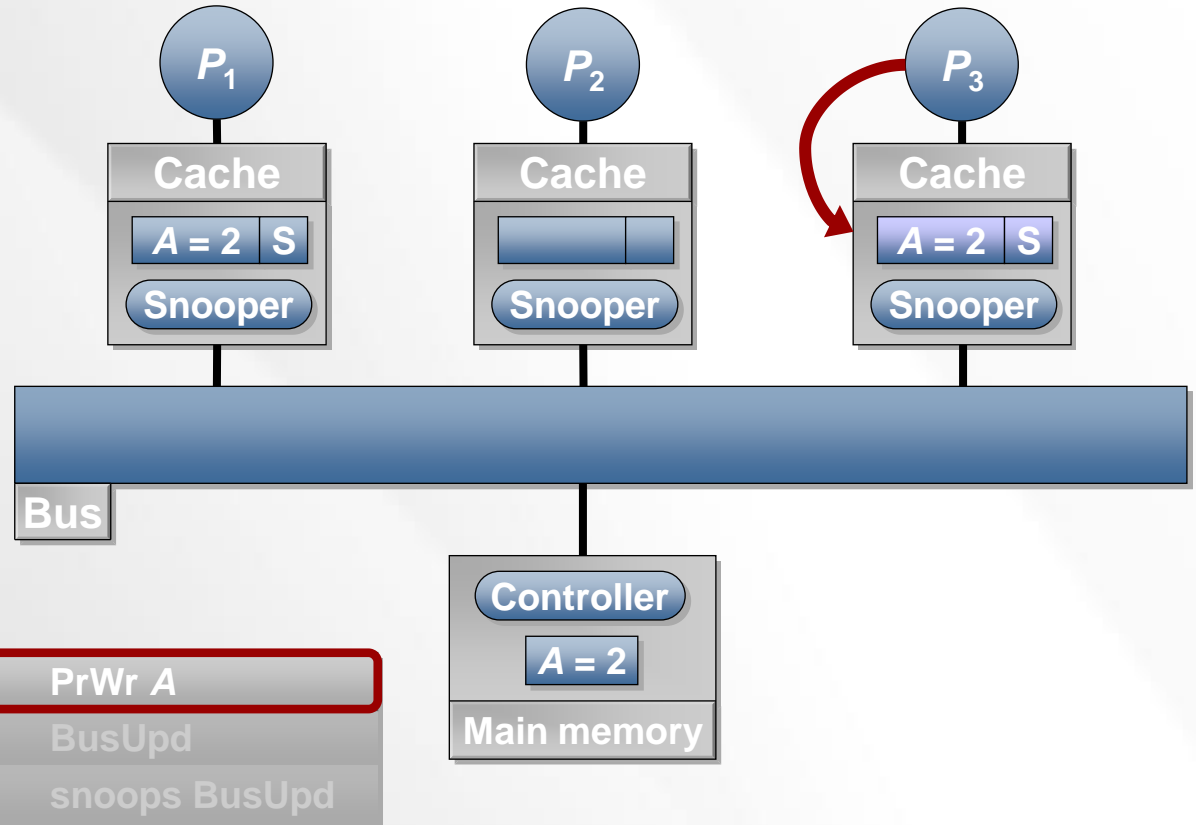 P1 P2 P3
Cache Cache Cache
A = 2 S A = 2 S
Snooper Snooper Snooper
Bus
Controller
A = 2
Main memory
PrWr A
BusUpd
snoops BusUpd